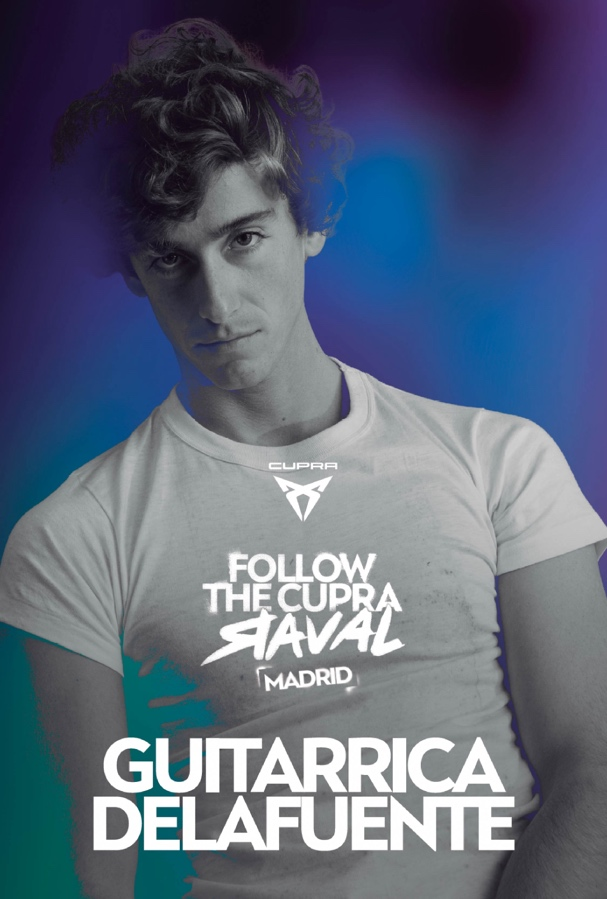 CUPRA
FOLLOW
THE CUPRA
RAVAL
MADRID
GUITARRICA
DELAFUENTE